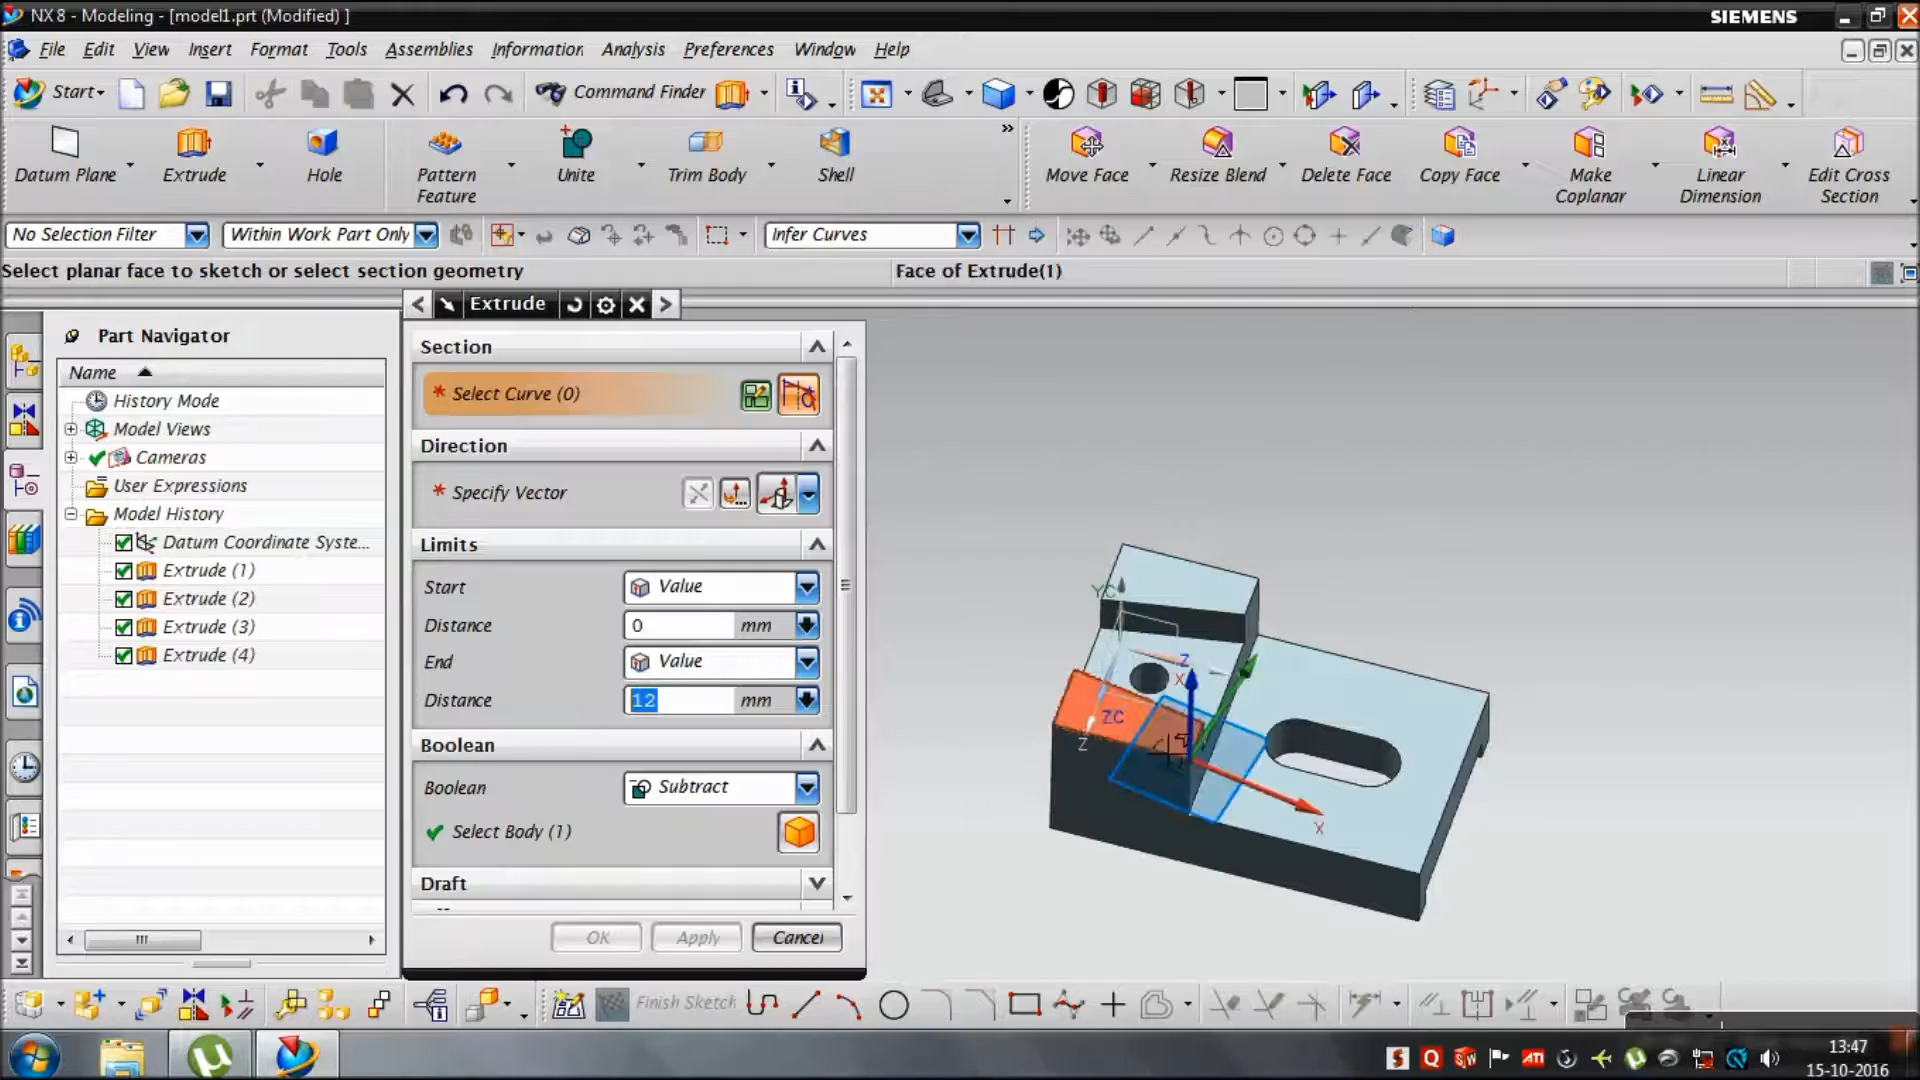 NX 8 - Modeling - [model1.prt (Modified) ]
SIEMENS
File Edit View Insert Format Tools Assemblies Information Analysis Preferences Window Help
Start Command Finder
Datum Plane Extrude Hole Pattern Feature Unite Trim Body Shell Move Face Resize Blend Delete Face Copy Face Make Coplanar Linear Dimension Edit Cross Section
No Selection Filter Within Work Part Only Infer Curves
Select planar face to sketch or select section geometry Face of Extrude(1)
Extrude
Part Navigator
Name
History Mode
Model Views
Cameras
User Expressions
Model History
Datum Coordinate Syste...
Extrude (1)
Extrude (2)
Extrude (3)
Extrude (4)
Section
* Select Curve (0)
Direction
* Specify Vector
Limits
Start Value
Distance 0 mm
End Value
Distance 12 mm
Boolean
Boolean Subtract
Select Body (1)
Draft
OK Apply Cancel
YC
Z
X
ZC
Z
X
Finish Sketch
ATI
13:47
15-10-2016